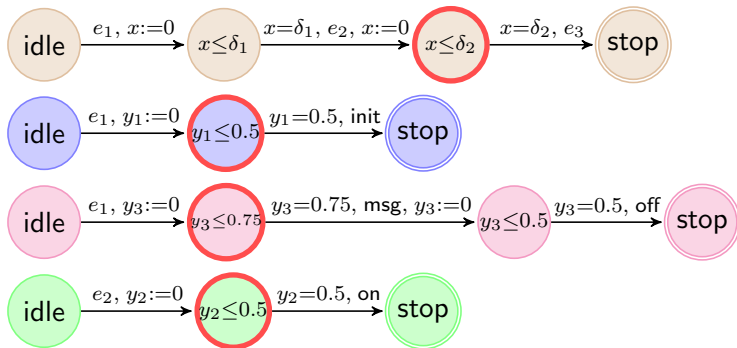 e₁, x:=0 x=δ₁, e₂, x:=0 x=δ₂, e₃
idle x≤δ₁ x≤δ₂ stop
e₁, y₁:=0 y₁=0.5, init
idle y₁≤0.5 stop
e₁, y₃:=0 y₃=0.75, msg, y₃:=0 y₃=0.5, off
idle y₃≤0.75 y₃≤0.5 stop
e₂, y₂:=0 y₂=0.5, on
idle y₂≤0.5 stop